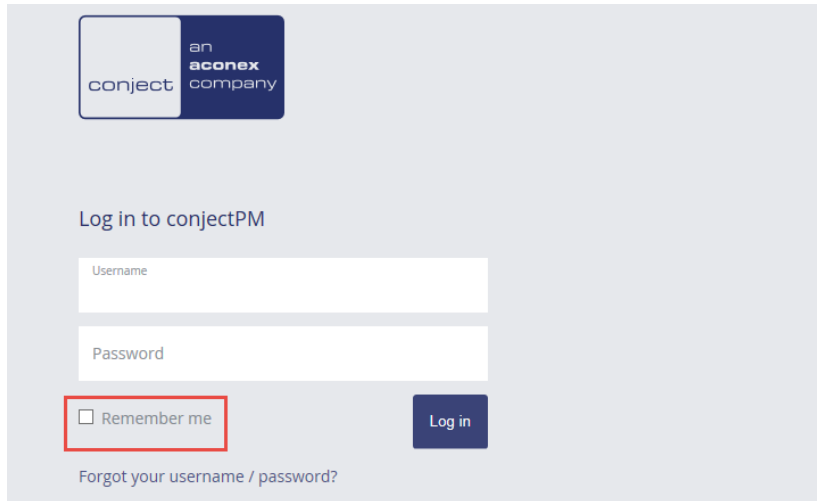 conject
an
aconex
company
Log in to conjectPM
Username
Password
Remember me
Log in
Forgot your username / password?